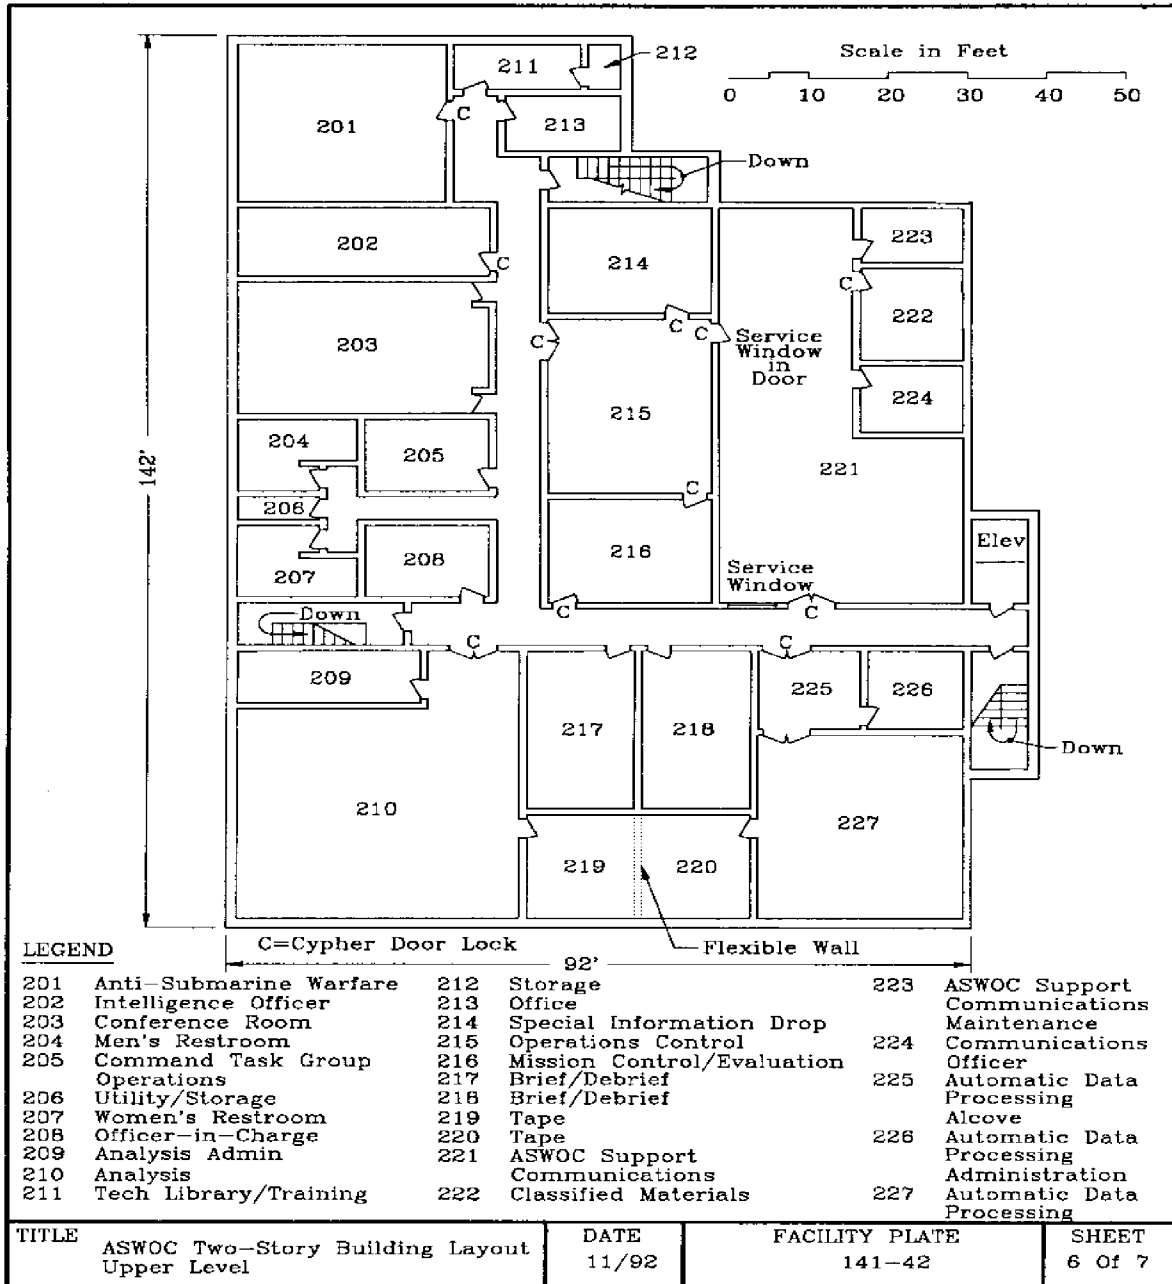 Scale in Feet
0 10 20 30 40 50
211
212
C
201
213
Down
202
C
214
223
C
222
C
C
Service
Window
in
Door
203
C
215
224
204
205
221
C
206
216
Elev
207
208
Service
Window
Down
C
C
C
C
209
225
226
217
218
Down
210
227
219
220
142'
C=Cypher Door Lock
Flexible Wall
92'
LEGEND
201 Anti-Submarine Warfare
202 Intelligence Officer
203 Conference Room
204 Men's Restroom
205 Command Task Group
Operations
206 Utility/Storage
207 Women's Restroom
208 Officer-in-Charge
209 Analysis Admin
210 Analysis
211 Tech Library/Training
212 Storage
213 Office
214 Special Information Drop
215 Operations Control
216 Mission Control/Evaluation
217 Brief/Debrief
218 Brief/Debrief
219 Tape
220 Tape
221 ASWOC Support
Communications
222 Classified Materials
223 ASWOC Support
Communications
Maintenance
224 Communications
Officer
225 Automatic Data
Processing
Alcove
226 Automatic Data
Processing
Administration
227 Automatic Data
Processing
TITLE
ASWOC Two-Story Building Layout
Upper Level
DATE
11/92
FACILITY PLATE
141-42
SHEET
6 Of 7